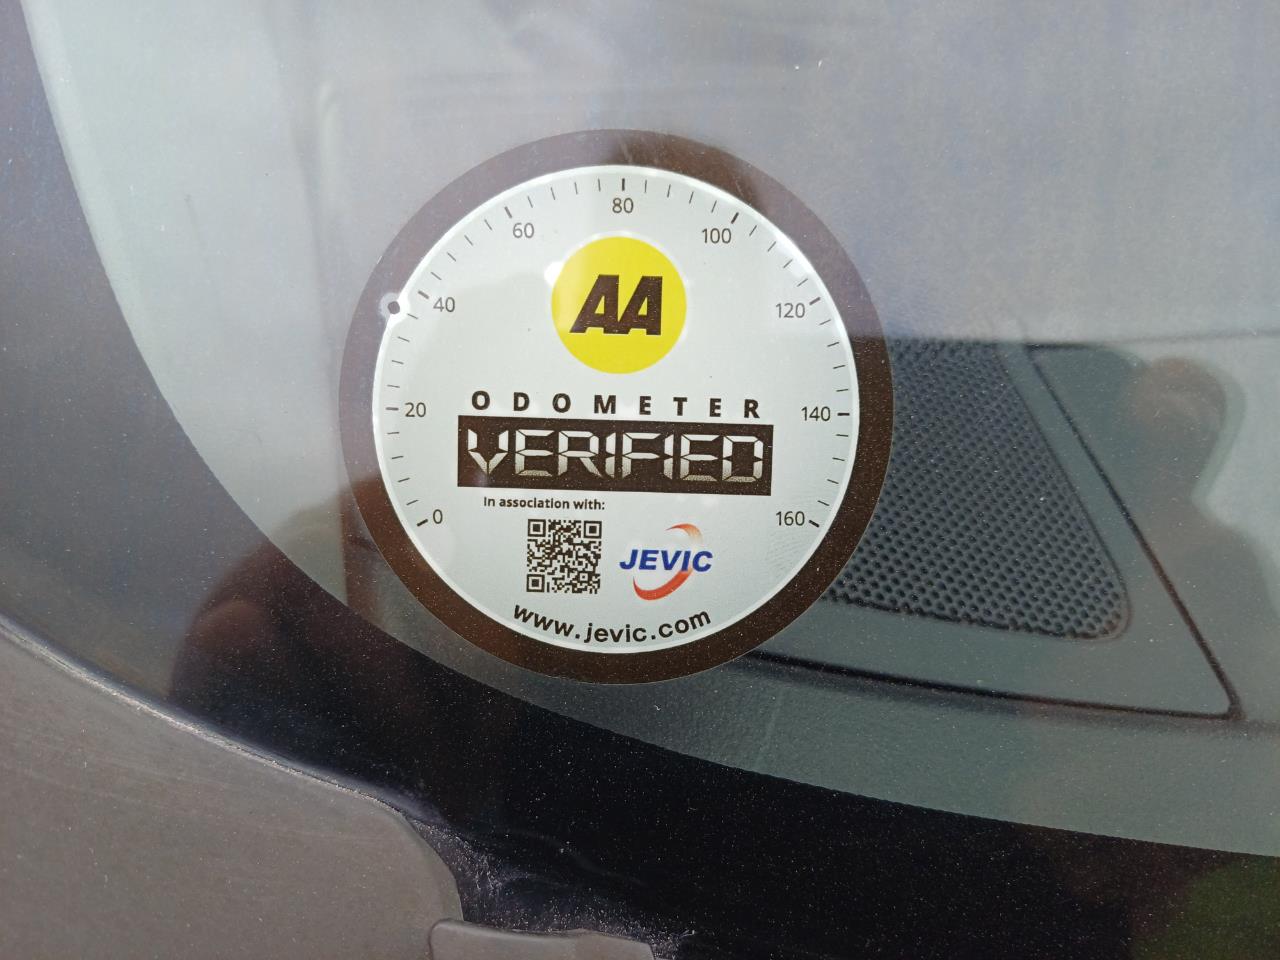 80
60
100
40
120
AA
20
140
ODOMETER
VERIFIED
In association with:
0
160
JEVIC
www.jevic.com